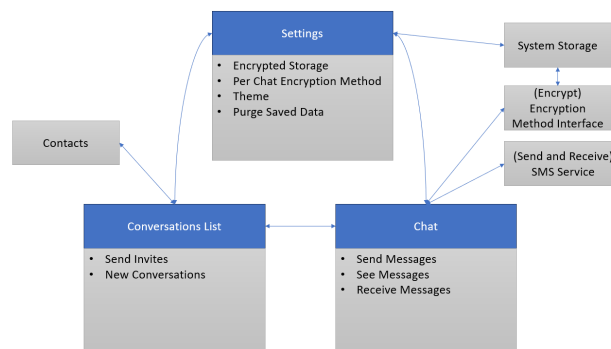 Settings
• Encrypted Storage
• Per Chat Encryption Method
• Theme
• Purge Saved Data
System Storage
(Encrypt)
Encryption
Method Interface
(Send and Receive)
SMS Service
Contacts
Conversations List
• Send Invites
• New Conversations
Chat
• Send Messages
• See Messages
• Receive Messages